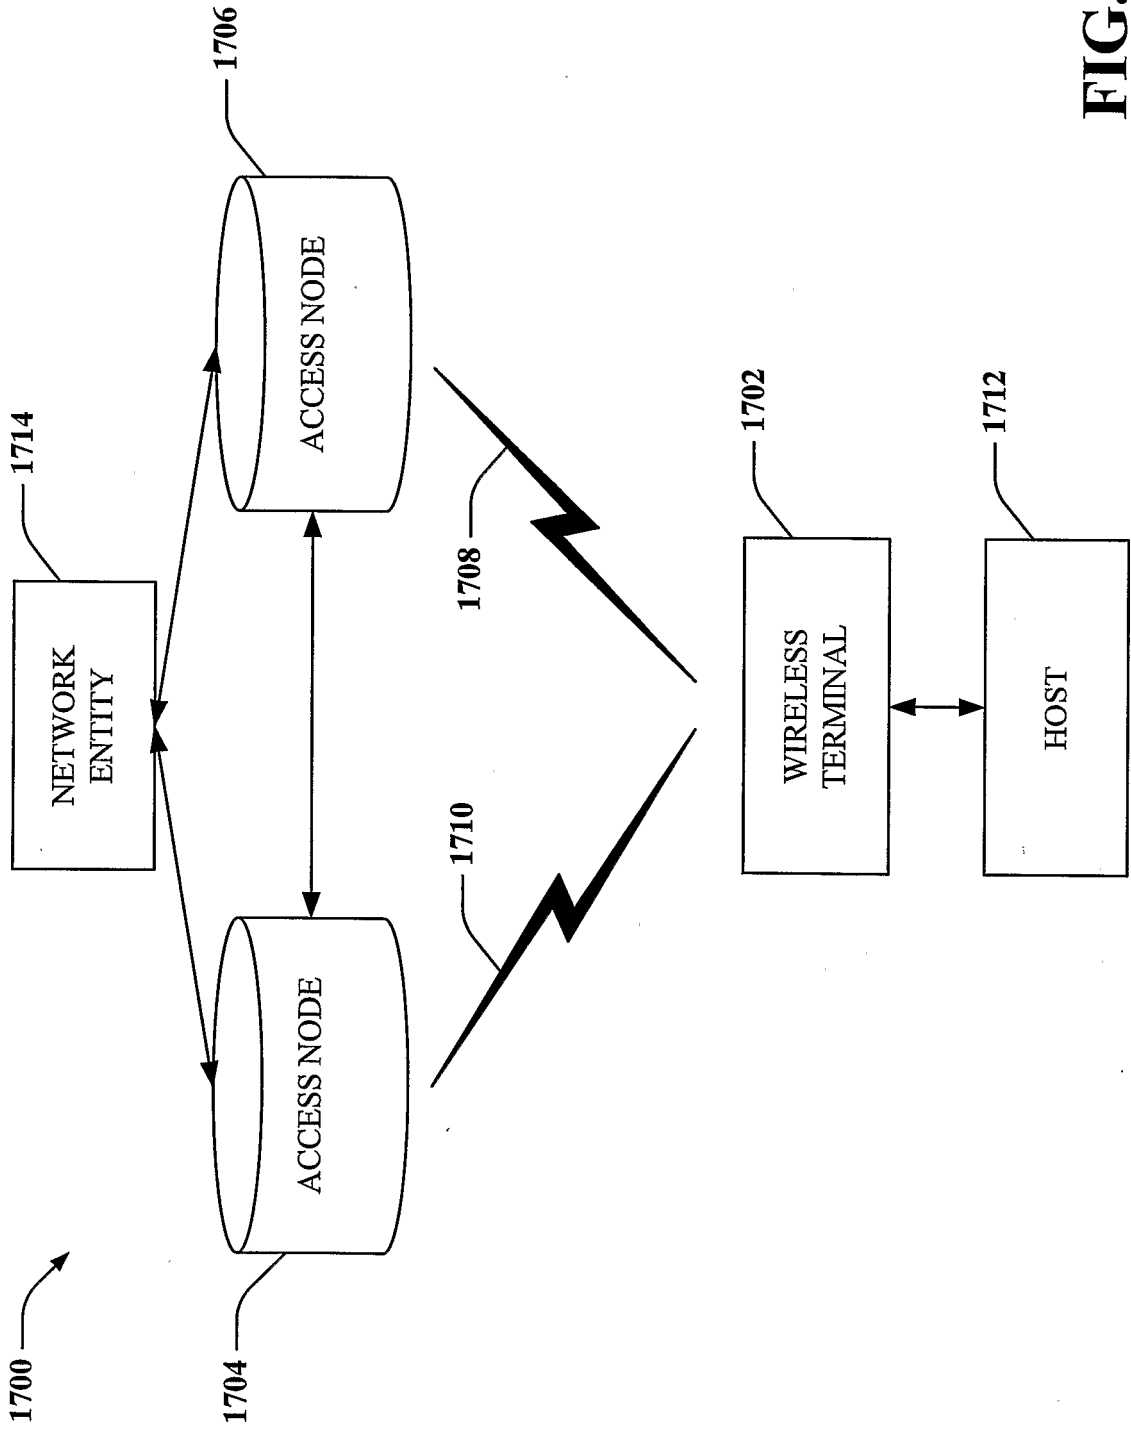 1700
1714
NETWORK
ENTITY
1704
1706
ACCESS NODE
ACCESS NODE
1710
1708
1702
WIRELESS
TERMINAL
1712
HOST
FIG.